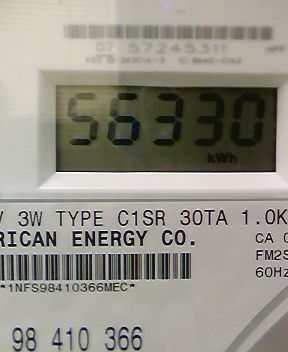 07 57245311
56330
kWh
V 3W TYPE C1SR 30TA 1.0K
RICAN ENERGY CO.
CA 0
FM2S
60Hz
*1NFS98410366MEC*
98 410 366